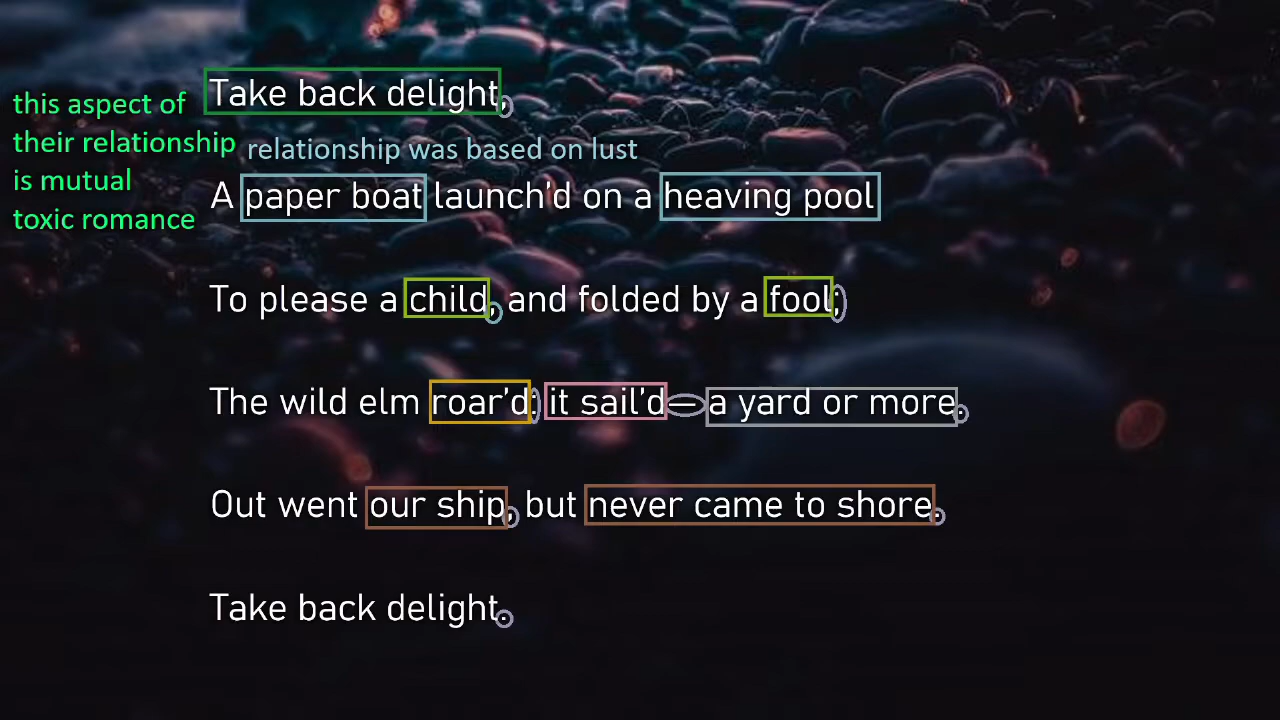 Take back delight,
this aspect of
their relationship
is mutual
toxic romance
relationship was based on lust
A paper boat launch'd on a heaving pool
To please a child, and folded by a fool;
The wild elm roar'd: it sail'd—a yard or more.
Out went our ship, but never came to shore.
Take back delight.